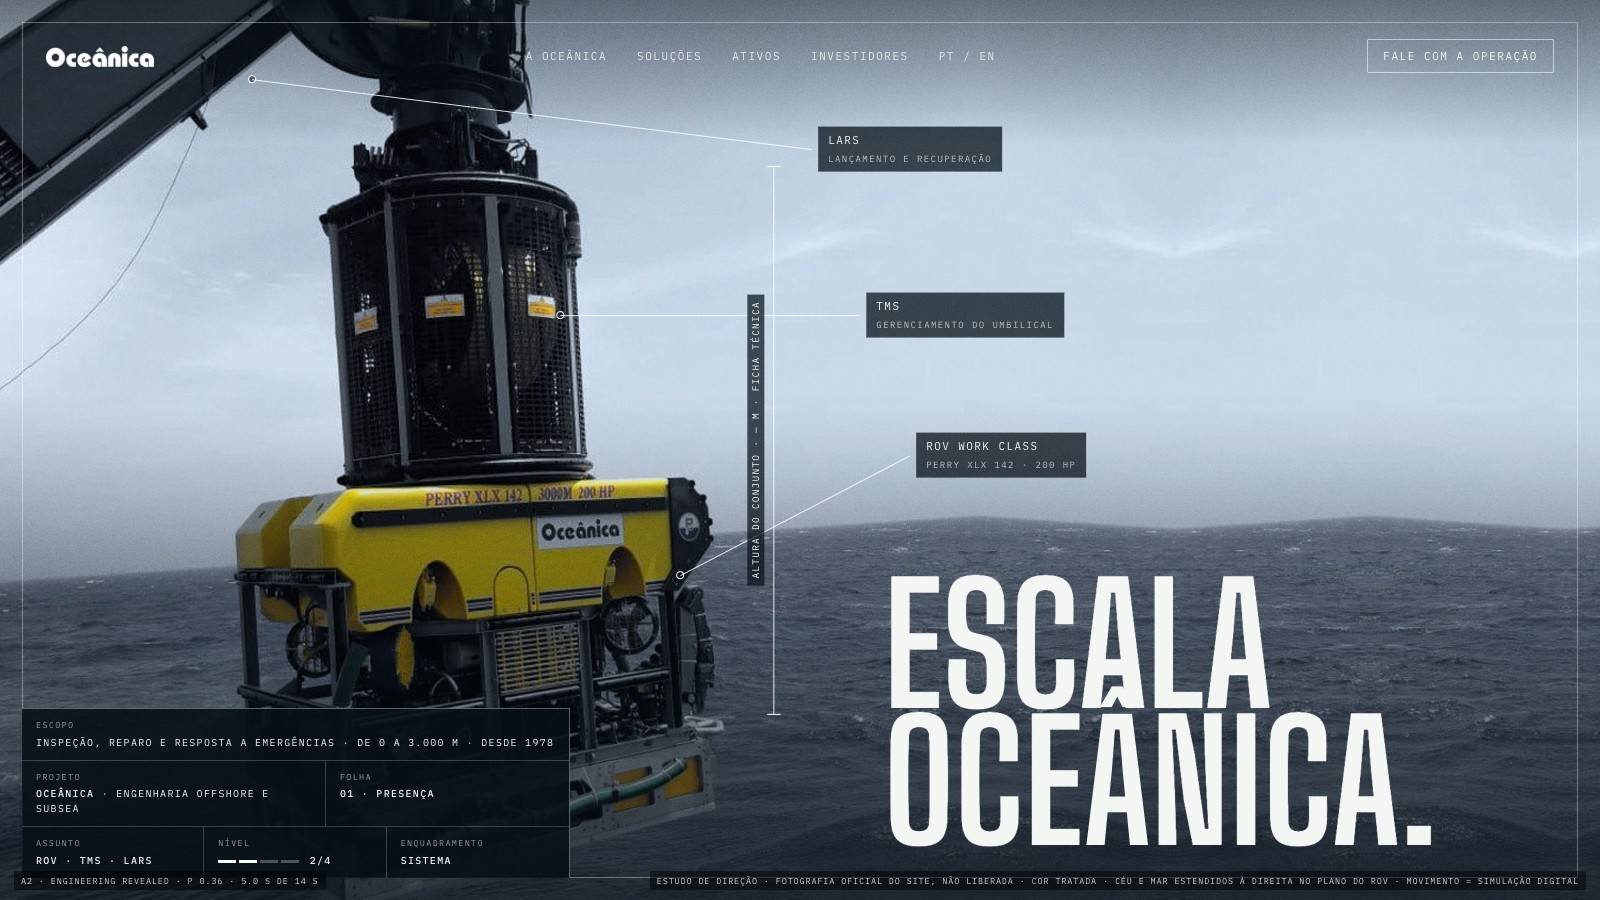 Oceânica
A OCEÂNICA
SOLUÇÕES
ATIVOS
INVESTIDORES
PT / EN
FALE COM A OPERAÇÃO
LARS
LANÇAMENTO E RECUPERAÇÃO
TMS
GERENCIAMENTO DO UMBILICAL
ALTURA DO CONJUNTO · — M · FICHA TÉCNICA
ROV WORK CLASS
PERRY XLX 142 · 200 HP
PERRY XLX 142 3000M 200 HP
Oceânica
ESCALA
OCEÂNICA.
ESCOPO
INSPEÇÃO, REPARO E RESPOSTA A EMERGÊNCIAS · DE 0 A 3.000 M · DESDE 1978
PROJETO
OCEÂNICA · ENGENHARIA OFFSHORE E
SUBSEA
FOLHA
01 · PRESENÇA
ASSUNTO
ROV · TMS · LARS
NÍVEL
2/4
ENQUADRAMENTO
SISTEMA
A2 · ENGINEERING REVEALED · P 0.36 · 5.0 S DE 14 S
ESTUDO DE DIREÇÃO · FOTOGRAFIA OFICIAL DO SITE, NÃO LIBERADA · COR TRATADA · CÉU E MAR ESTENDIDOS À DIREITA NO PLANO DO ROV · MOVIMENTO = SIMULAÇÃO DIGITAL